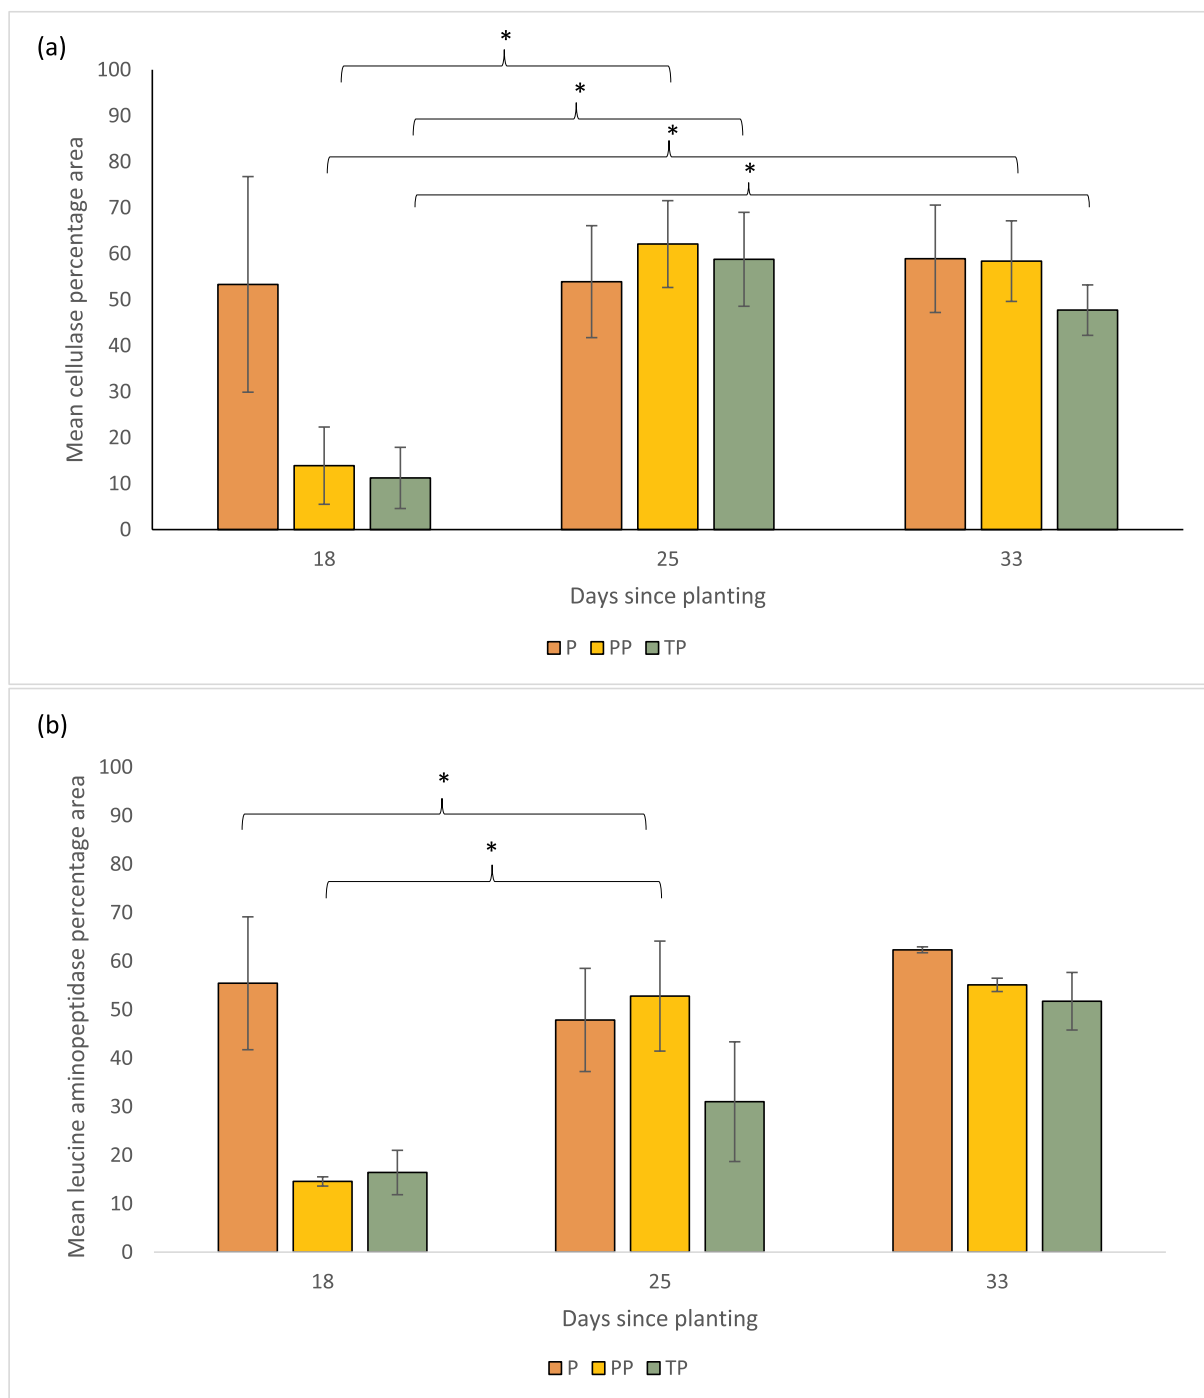 (a)
*
*
*
*
Mean cellulase percentage area
100
90
80
70
60
50
40
30
20
10
0
18 25 33
Days since planting
P PP TP
(b)
*
*
Mean leucine aminopeptidase percentage area
100
90
80
70
60
50
40
30
20
10
0
18 25 33
Days since planting
P PP TP